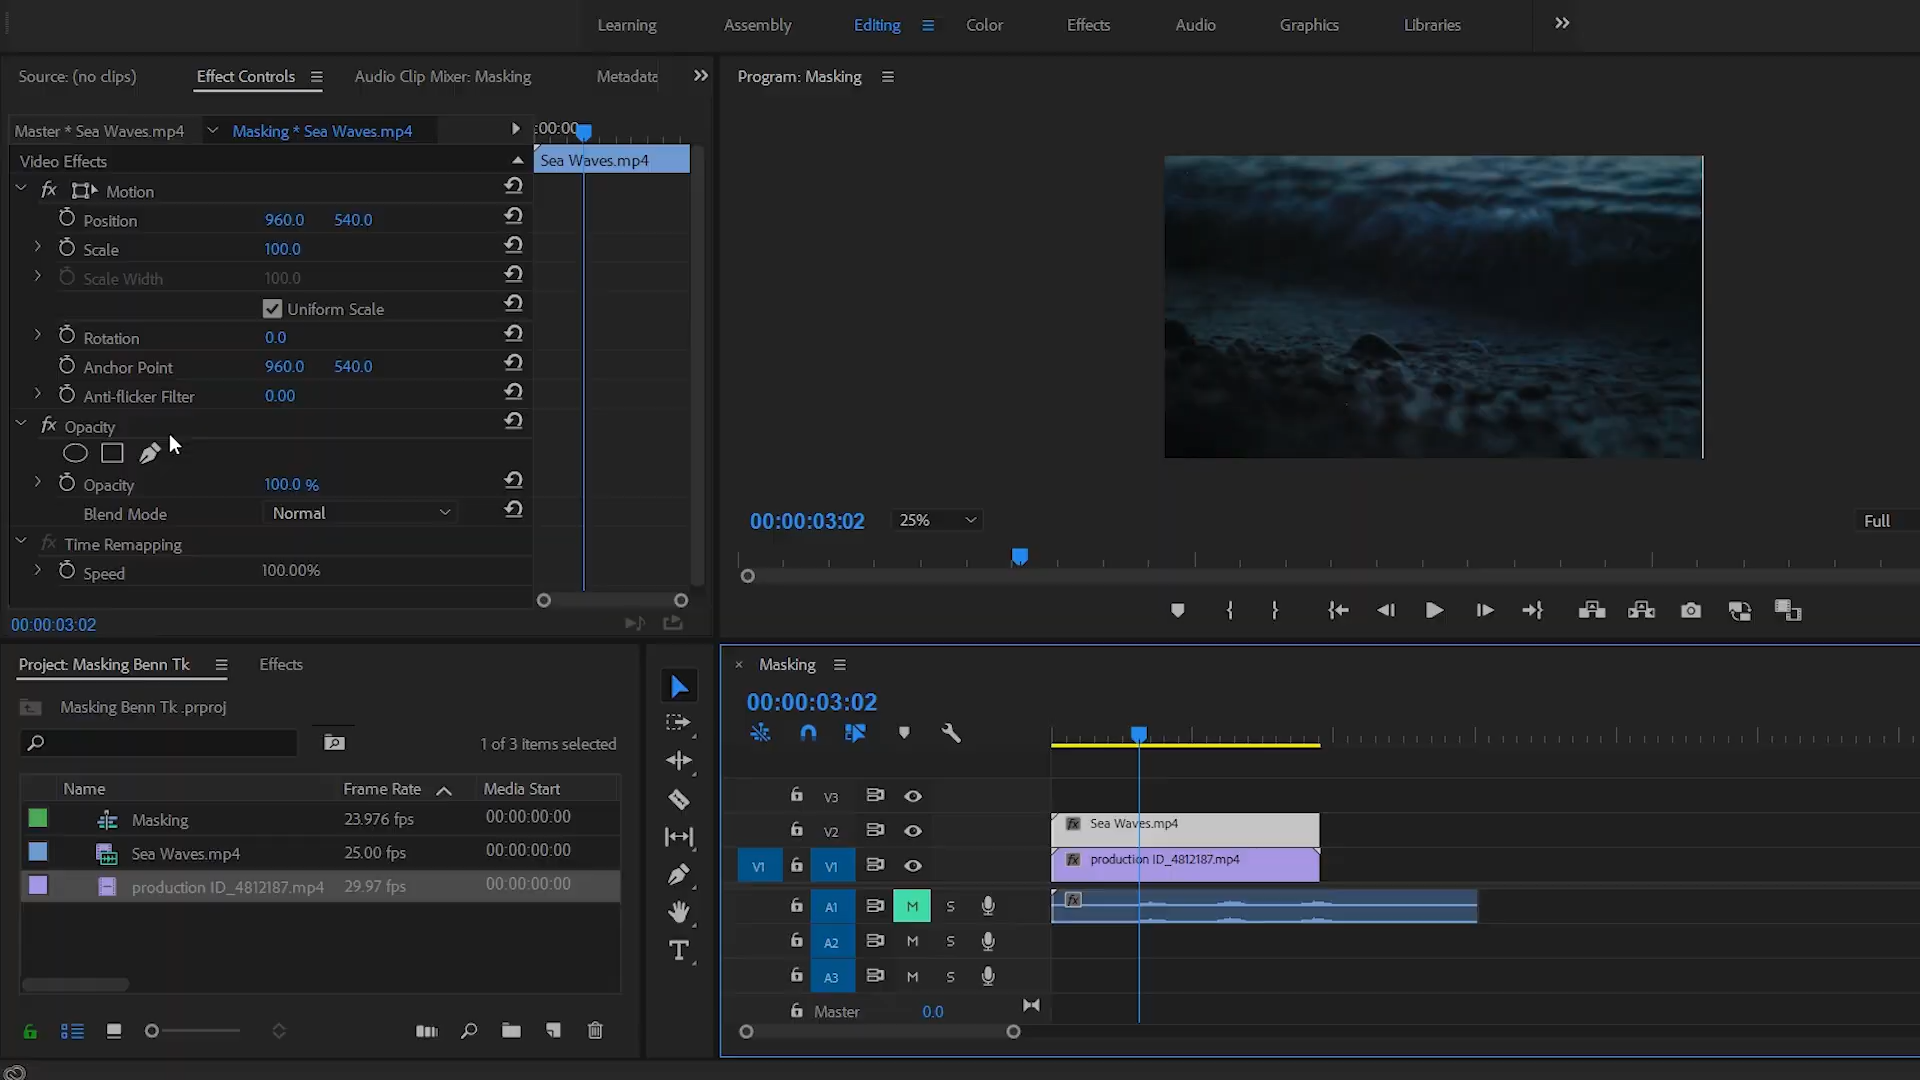 Learning Assembly Editing Color Effects Audio Graphics Libraries
Source: (no clips) Effect Controls Audio Clip Mixer: Masking Metadata
Program: Masking
Master * Sea Waves.mp4 Masking * Sea Waves.mp4 :00:00
Video Effects Sea Waves.mp4
fx Motion
Position 960.0 540.0
Scale 100.0
Scale Width 100.0
Uniform Scale
Rotation 0.0
Anchor Point 960.0 540.0
Anti-flicker Filter 0.00
fx Opacity
Opacity 100.0 %
Blend Mode Normal
fx Time Remapping
Speed 100.00%
00:00:03:02
00:00:03:02 25% Full
Project: Masking Benn Tk Effects
Masking Benn Tk .prproj
1 of 3 items selected
Name Frame Rate Media Start
Masking 23.976 fps 00:00:00:00
Sea Waves.mp4 25.00 fps 00:00:00:00
production ID_4812187.mp4 29.97 fps 00:00:00:00
T
× Masking
00:00:03:02
V3
V2 fx Sea Waves.mp4
V1 V1 fx production ID_4812187.mp4
A1 M S fx
A2 M S
A3 M S
Master 0.0